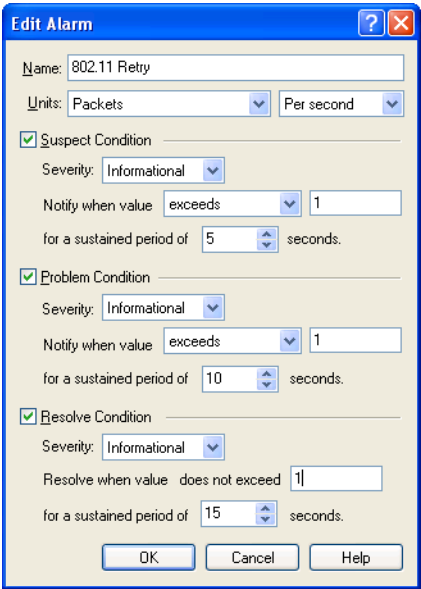 Edit Alarm
Name: 802.11 Retry
Units: Packets Per second
Suspect Condition
Severity: Informational
Notify when value exceeds 1
for a sustained period of 5 seconds.
Problem Condition
Severity: Informational
Notify when value exceeds 1
for a sustained period of 10 seconds.
Resolve Condition
Severity: Informational
Resolve when value does not exceed 1
for a sustained period of 15 seconds.
OK Cancel Help